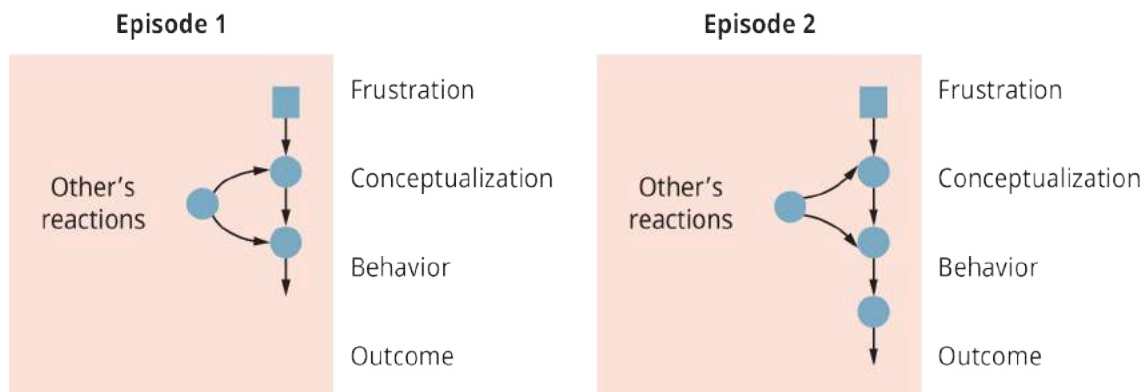 Episode 1
Frustration
Conceptualization
Other's
reactions
Behavior
Outcome
Episode 2
Frustration
Conceptualization
Other's
reactions
Behavior
Outcome